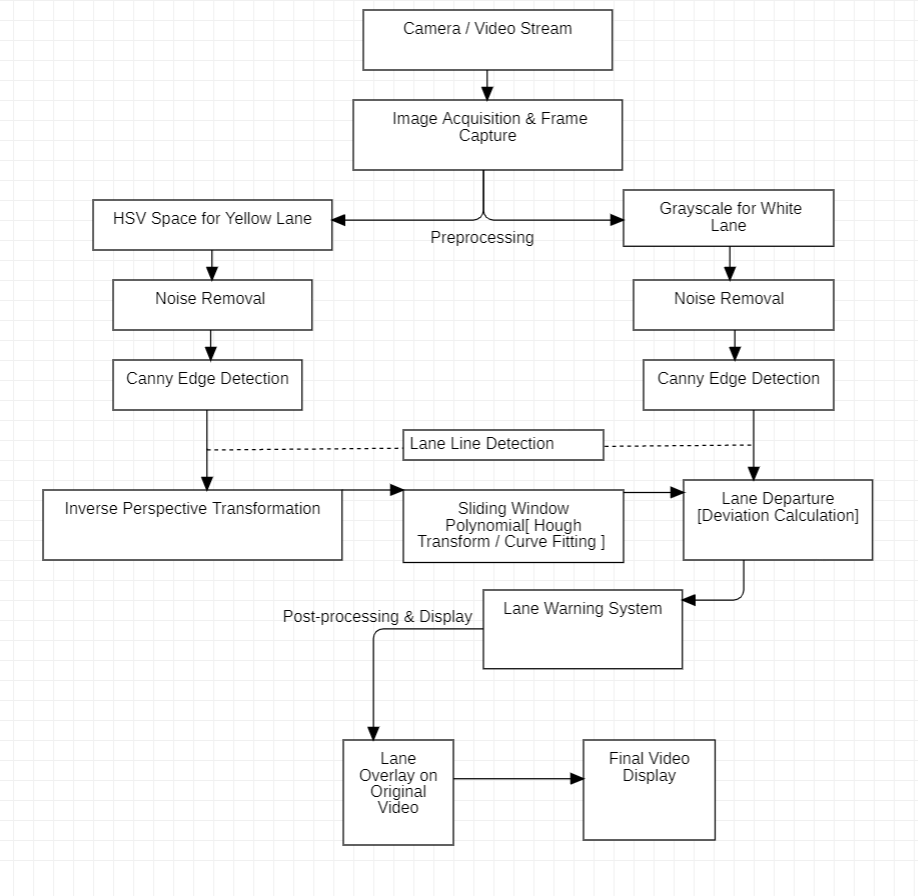 Camera / Video Stream
Image Acquisition & Frame
Capture
HSV Space for Yellow Lane
Grayscale for White
Lane
Preprocessing
Noise Removal
Noise Removal
Canny Edge Detection
Canny Edge Detection
Lane Line Detection
Inverse Perspective Transformation
Sliding Window
Polynomial[ Hough
Transform / Curve Fitting ]
Lane Departure
[Deviation Calculation]
Lane Warning System
Post-processing & Display
Lane
Overlay on
Original
Video
Final Video
Display